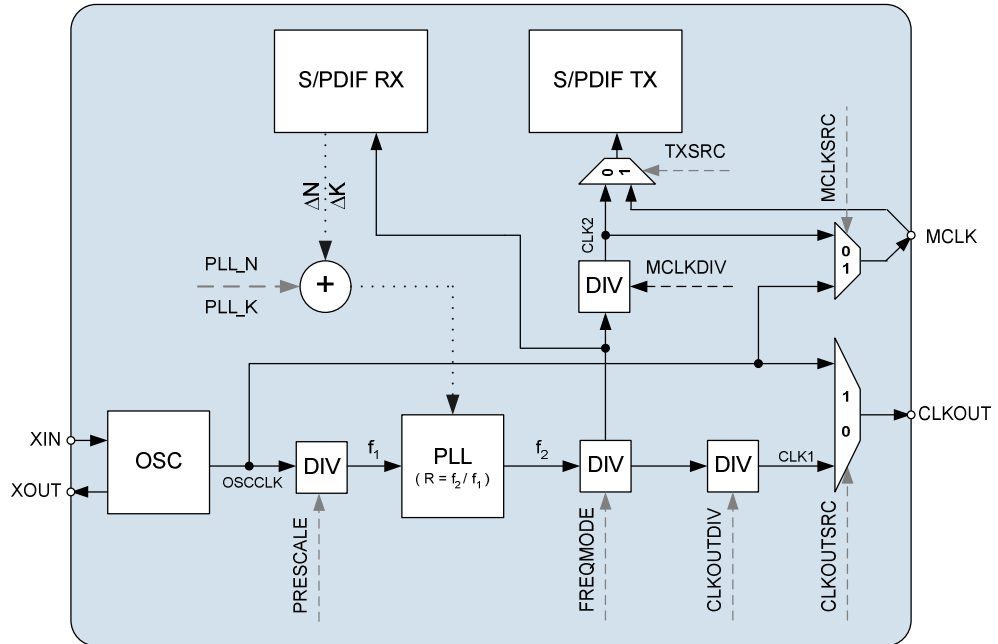 S/PDIF RX
S/PDIF TX
TXSRC
MCLKSRC
0
1
ΔN
ΔK
CLK2
0
1
MCLK
PLL_N
PLL_K
+
DIV
MCLKDIV
XIN
XOUT
OSC
OSCCLK
DIV
f1
PLL
( R = f2 / f1 )
f2
DIV
DIV
CLK1
1
0
CLKOUT
PRESCALE
FREQMODE
CLKOUTDIV
CLKOUTSRC